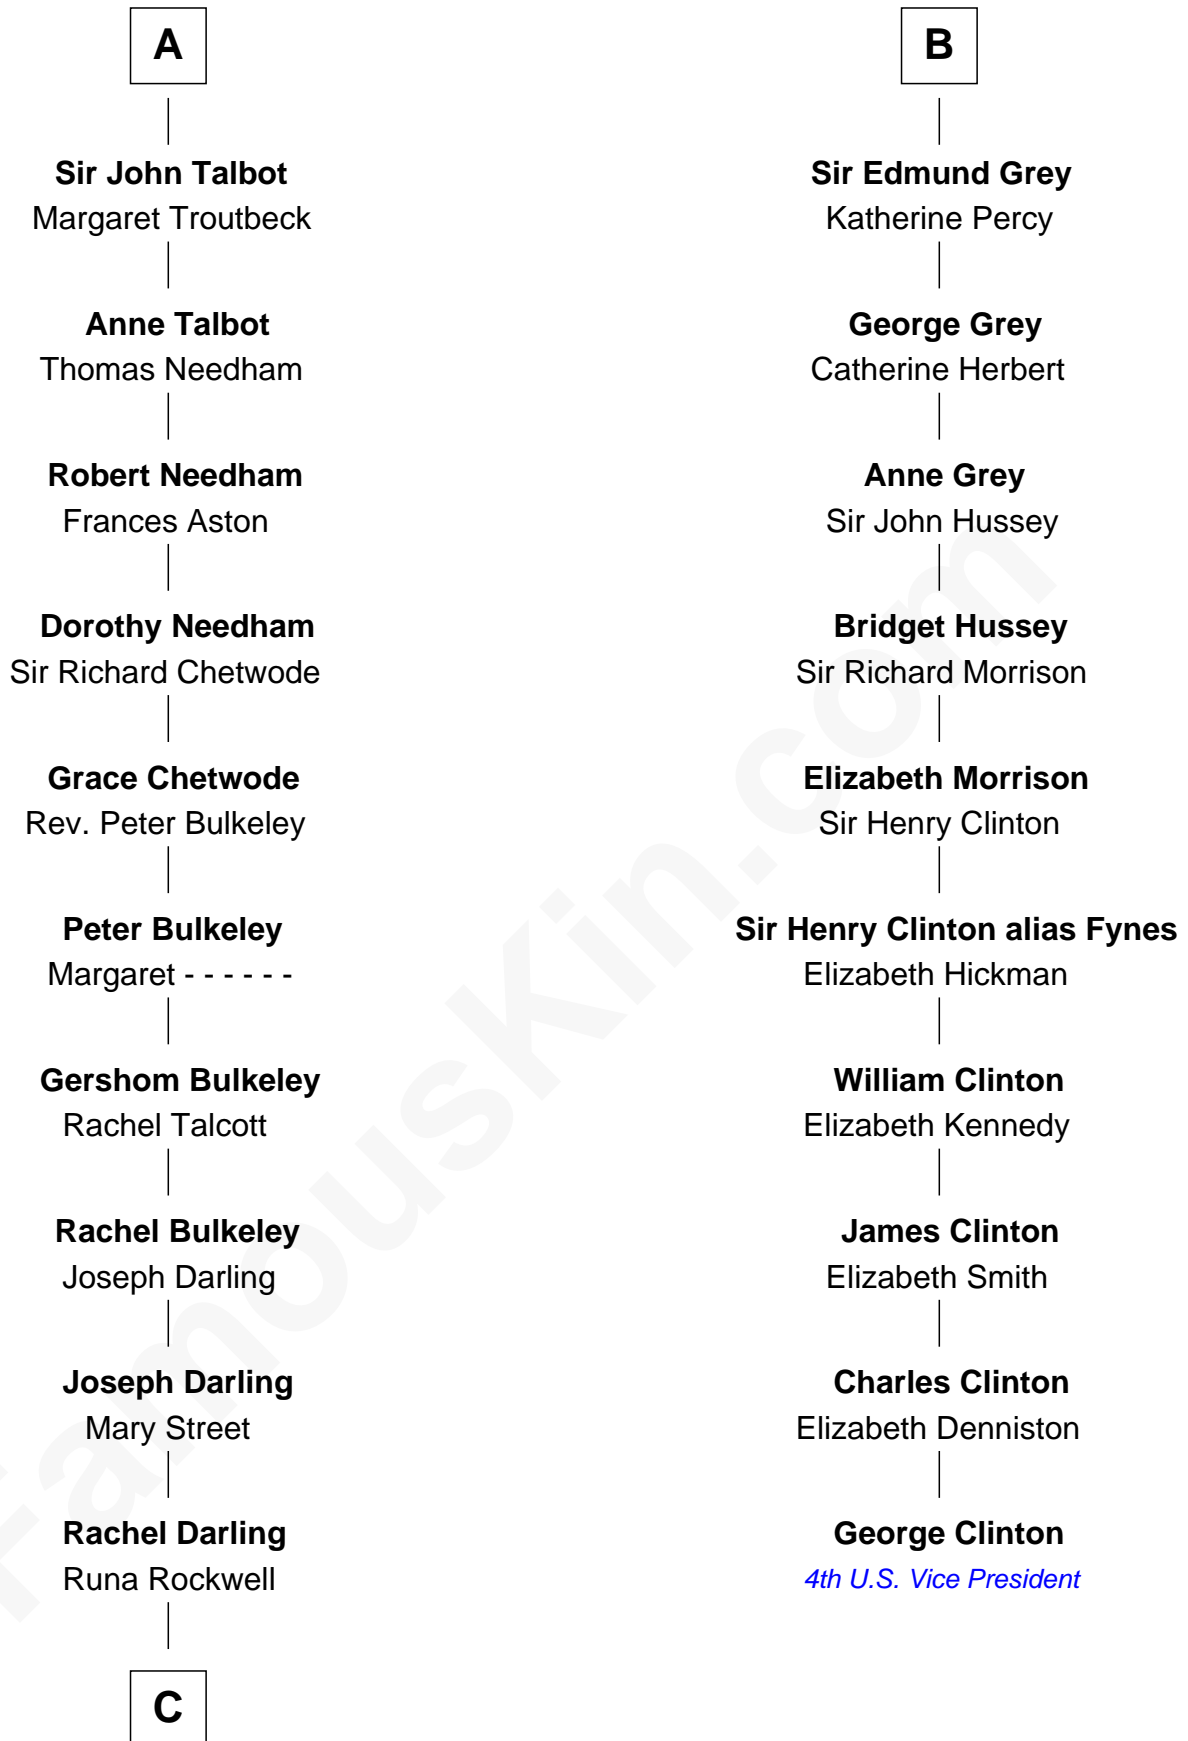 A
Sir John Talbot
Margaret Troutbeck
Anne Talbot
Thomas Needham
Robert Needham
Frances Aston
Dorothy Needham
Sir Richard Chetwode
Grace Chetwode
Rev. Peter Bulkeley
Peter Bulkeley
Margaret - - - - - -
Gershom Bulkeley
Rachel Talcott
Rachel Bulkeley
Joseph Darling
Joseph Darling
Mary Street
Rachel Darling
Runa Rockwell
C
B
Sir Edmund Grey
Katherine Percy
George Grey
Catherine Herbert
Anne Grey
Sir John Hussey
Bridget Hussey
Sir Richard Morrison
Elizabeth Morrison
Sir Henry Clinton
Sir Henry Clinton alias Fynes
Elizabeth Hickman
William Clinton
Elizabeth Kennedy
James Clinton
Elizabeth Smith
Charles Clinton
Elizabeth Denniston
George Clinton
4th U.S. Vice President
FamousKin.com